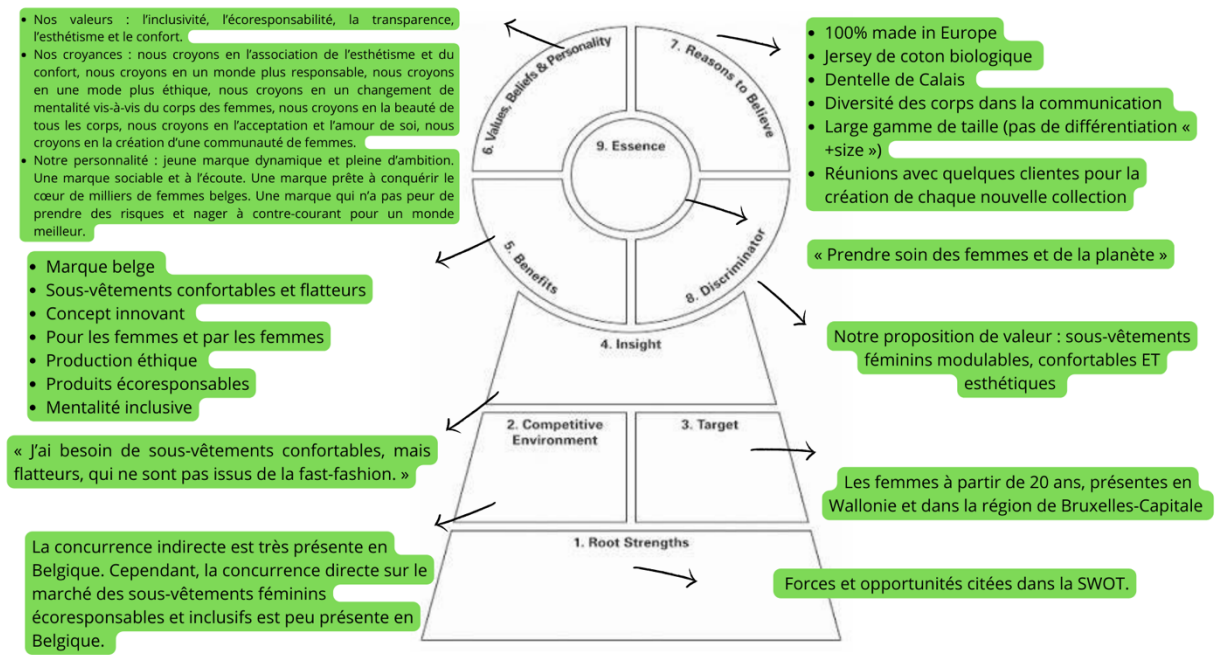 • Nos valeurs : l’inclusivité, l’écoresponsabilité, la transparence,
l’esthétisme et le confort.
• Nos croyances : nous croyons en l’association de l’esthétisme et du
confort, nous croyons en un monde plus responsable, nous croyons
en une mode plus éthique, nous croyons en un changement de
mentalité vis-à-vis du corps des femmes, nous croyons en la beauté de
tous les corps, nous croyons en l’acceptation et l’amour de soi, nous
croyons en la création d’une communauté de femmes.
• Notre personnalité : jeune marque dynamique et pleine d’ambition.
Une marque sociable et à l’écoute. Une marque prête à conquérir le
cœur de milliers de femmes belges. Une marque qui n’a pas peur de
prendre des risques et nager à contre-courant pour un monde
meilleur.
• Marque belge
• Sous-vêtements confortables et flatteurs
• Concept innovant
• Pour les femmes et par les femmes
• Production éthique
• Produits écoresponsables
• Mentalité inclusive
« J’ai besoin de sous-vêtements confortables, mais
flatteurs, qui ne sont pas issus de la fast-fashion. »
La concurrence indirecte est très présente en
Belgique. Cependant, la concurrence directe sur le
marché des sous-vêtements féminins
écoresponsables et inclusifs est peu présente en
Belgique.
6. Values, Beliefs & Personality
7. Reasons to Believe
9. Essence
5. Benefits
8. Discriminator
4. Insight
2. Competitive
Environment
3. Target
1. Root Strengths
• 100% made in Europe
• Jersey de coton biologique
• Dentelle de Calais
• Diversité des corps dans la communication
• Large gamme de taille (pas de différentiation «
+size »)
• Réunions avec quelques clientes pour la
création de chaque nouvelle collection
« Prendre soin des femmes et de la planète »
Notre proposition de valeur : sous-vêtements
féminins modulables, confortables ET
esthétiques
Les femmes à partir de 20 ans, présentes en
Wallonie et dans la région de Bruxelles-Capitale
Forces et opportunités citées dans la SWOT.